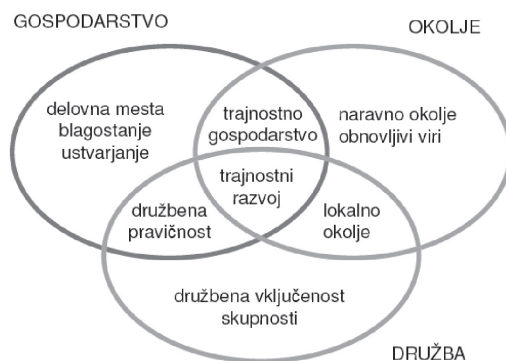 GOSPODARSTVO
OKOLJE
delovna mesta
blagostanje
ustvarjanje
trajnostno
gospodarstvo
naravno okolje
obnovljivi viri
trajnostni
razvoj
družbena
pravičnost
lokalno
okolje
družbena vključenost
skupnosti
DRUŽBA